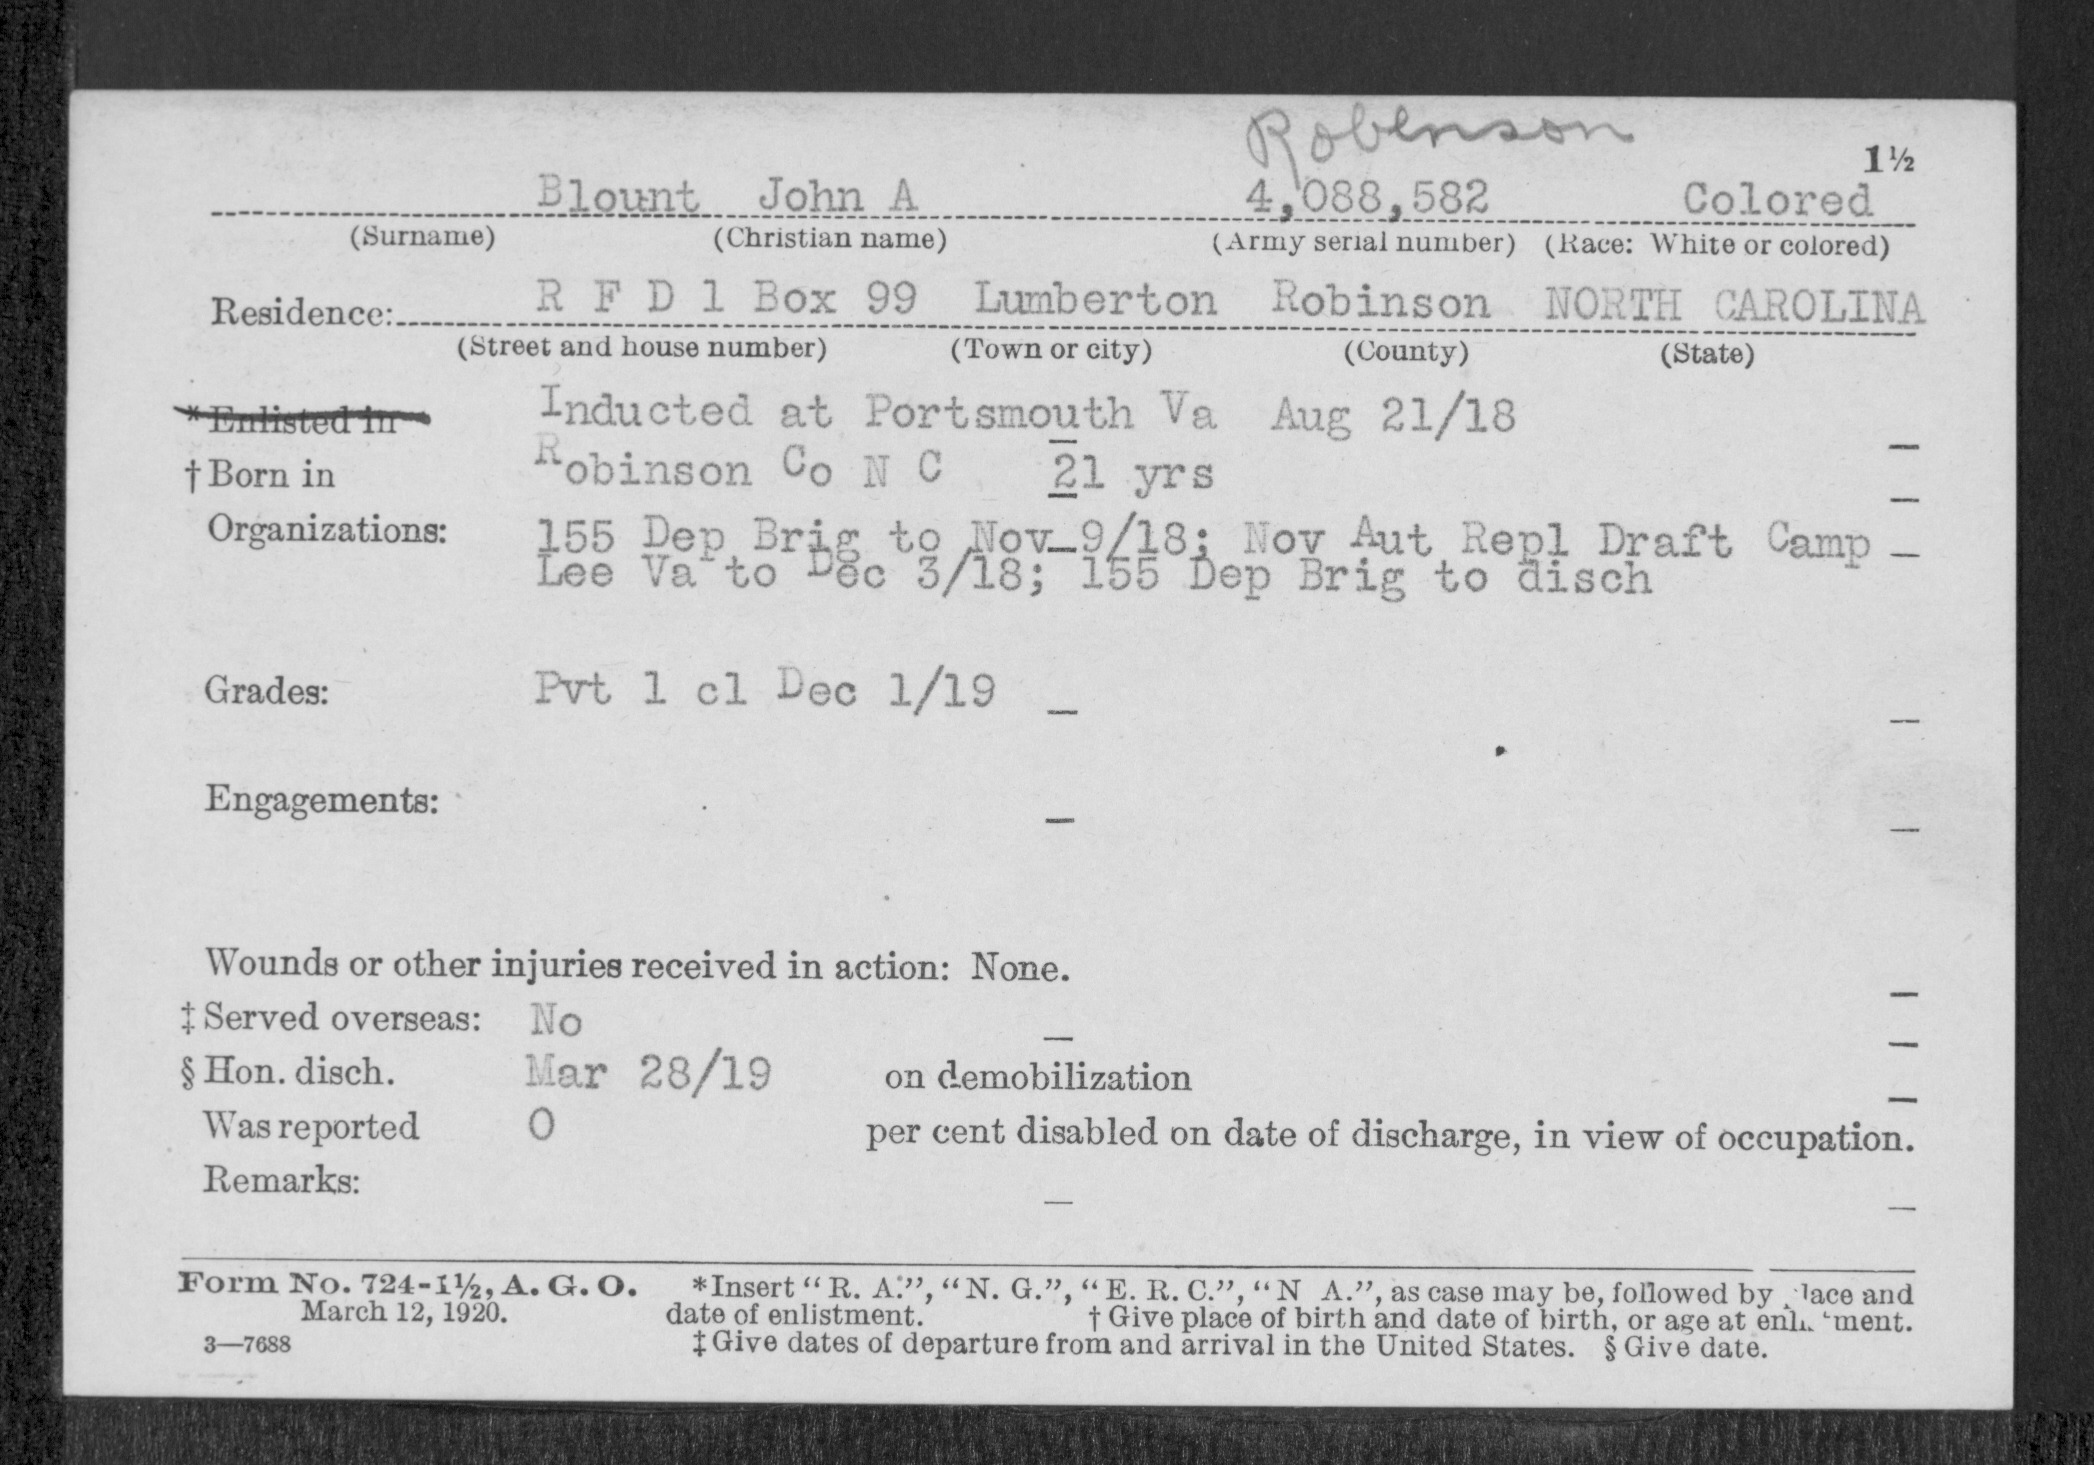 Robenson
1½
Blount John A 4,088,582 Colored
(Surname) (Christian name) (Army serial number) (Race: White or colored)
Residence: R F D 1 Box 99 Lumberton Robinson NORTH CAROLINA
(Street and house number) (Town or city) (County) (State)
*Enlisted in Inducted at Portsmouth Va Aug 21/18
†Born in Robinson Co N C 21 yrs
Organizations: 155 Dep Brig to Nov 9/18; Nov Aut Repl Draft Camp
Lee Va to Dec 3/18; 155 Dep Brig to disch
Grades: Pvt 1 cl Dec 1/19
Engagements:
Wounds or other injuries received in action: None.
‡Served overseas: No
§Hon. disch. Mar 28/19 on demobilization
Was reported 0 per cent disabled on date of discharge, in view of occupation.
Remarks:
Form No. 724-1½, A. G. O. *Insert “R. A.”, “N. G.”, “E. R. C.”, “N A.”, as case may be, followed by place and
March 12, 1920. date of enlistment. †Give place of birth and date of birth, or age at enlistment.
3—7688 ‡Give dates of departure from and arrival in the United States. §Give date.